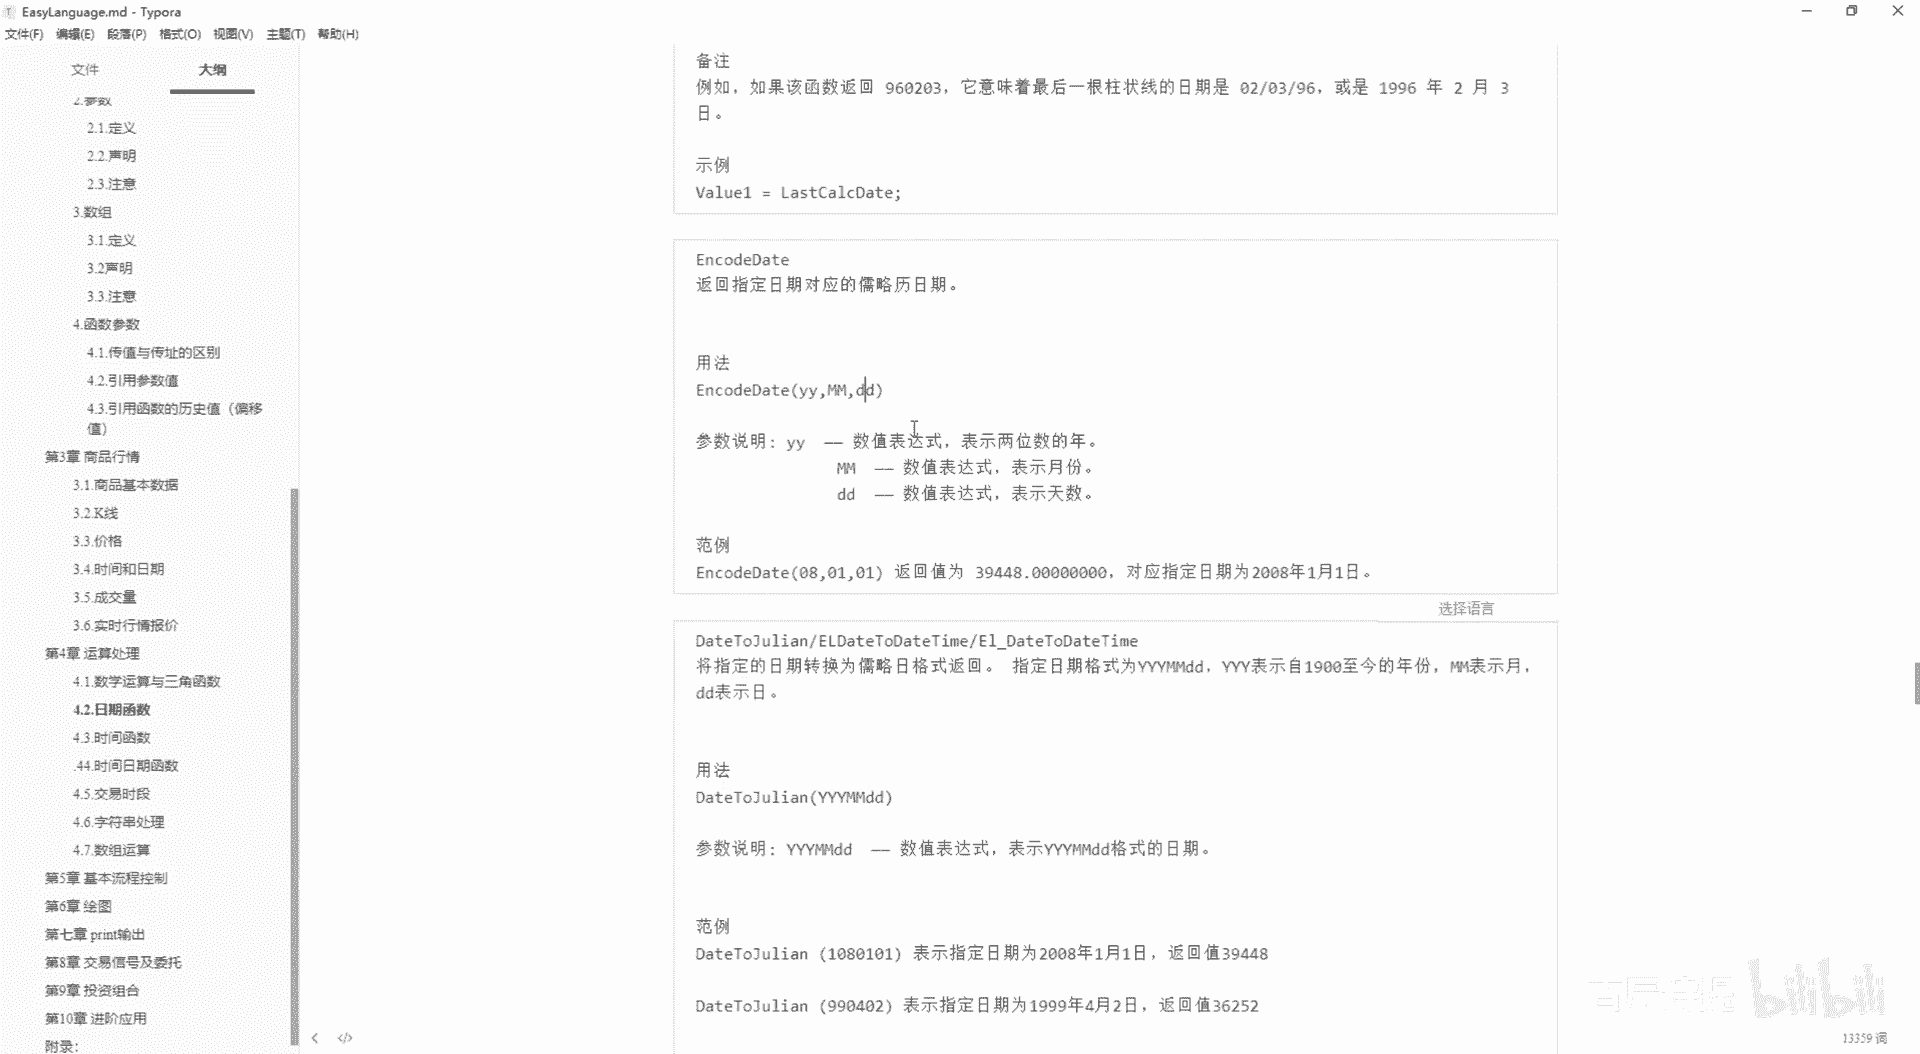 EasyLanguage.md - Typora
文件(F) 编辑(E) 段落(P) 格式(O) 视图(V) 主题(T) 帮助(H)
文件 大纲
2.参数
2.1.定义
2.2.声明
2.3.注意
3.数组
3.1.定义
3.2声明
3.3.注意
4.函数参数
4.1.传值与传址的区别
4.2.引用参数值
4.3.引用函数的历史值（偏移
值）
第3章 商品行情
3.1.商品基本数据
3.2.K线
3.3.价格
3.4.时间和日期
3.5.成交量
3.6.实时行情报价
第4章 运算处理
4.1.数学运算与三角函数
4.2.日期函数
4.3.时间函数
.44.时间日期函数
4.5.交易时段
4.6.字符串处理
4.7.数组运算
第5章 基本流程控制
第6章 绘图
第七章 print输出
第8章 交易信号及委托
第9章 投资组合
第10章 进阶应用
附录：
备注
例如，如果该函数返回 960203，它意味着最后一根柱状线的日期是 02/03/96，或是 1996 年 2 月 3
日。
示例
Value1 = LastCalcDate;
EncodeDate
返回指定日期对应的儒略历日期。
用法
EncodeDate(yy,MM,dd)
参数说明: yy —— 数值表达式，表示两位数的年。
MM —— 数值表达式，表示月份。
dd —— 数值表达式，表示天数。
范例
EncodeDate(08,01,01) 返回值为 39448.00000000，对应指定日期为2008年1月1日。
选择语言
DateToJulian/ELDateToDateTime/El_DateToDateTime
将指定的日期转换为儒略日格式返回。 指定日期格式为YYYMMdd，YYY表示自1900至今的年份，MM表示月，
dd表示日。
用法
DateToJulian(YYYMMdd)
参数说明: YYYMMdd —— 数值表达式，表示YYYMMdd格式的日期。
范例
DateToJulian (1080101) 表示指定日期为2008年1月1日，返回值39448
DateToJulian (990402) 表示指定日期为1999年4月2日，返回值36252
bilibili
13359 词